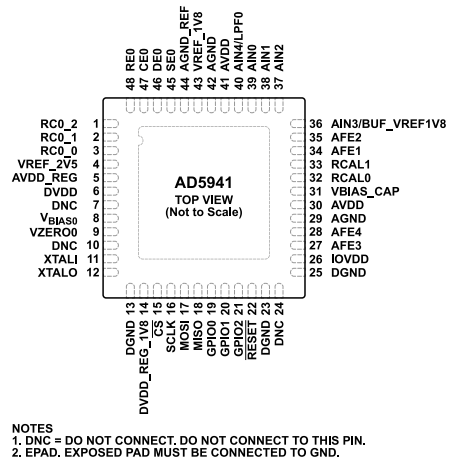 48 RE0
47 CE0
46 DE0
45 SE0
44 AGND_REF
43 VREF_1V8
42 AGND
41 AVDD
40 AIN4/LPF0
39 AIN0
38 AIN1
37 AIN2
RC0_2 1
RC0_1 2
RC0_0 3
VREF_2V5 4
AVDD_REG 5
DVDD 6
DNC 7
VBIAS0 8
VZERO0 9
DNC 10
XTALI 11
XTALO 12
AD5941
TOP VIEW
(Not to Scale)
36 AIN3/BUF_VREF1V8
35 AFE2
34 AFE1
33 RCAL1
32 RCAL0
31 VBIAS_CAP
30 AVDD
29 AGND
28 AFE4
27 AFE3
26 IOVDD
25 DGND
DGND 13
DVDD_REG_1V8 14
CS 15
SCLK 16
MOSI 17
MISO 18
GPIO0 19
GPIO1 20
GPIO2 21
RESET 22
DGND 23
DNC 24
NOTES
1. DNC = DO NOT CONNECT. DO NOT CONNECT TO THIS PIN.
2. EPAD. EXPOSED PAD MUST BE CONNECTED TO GND.